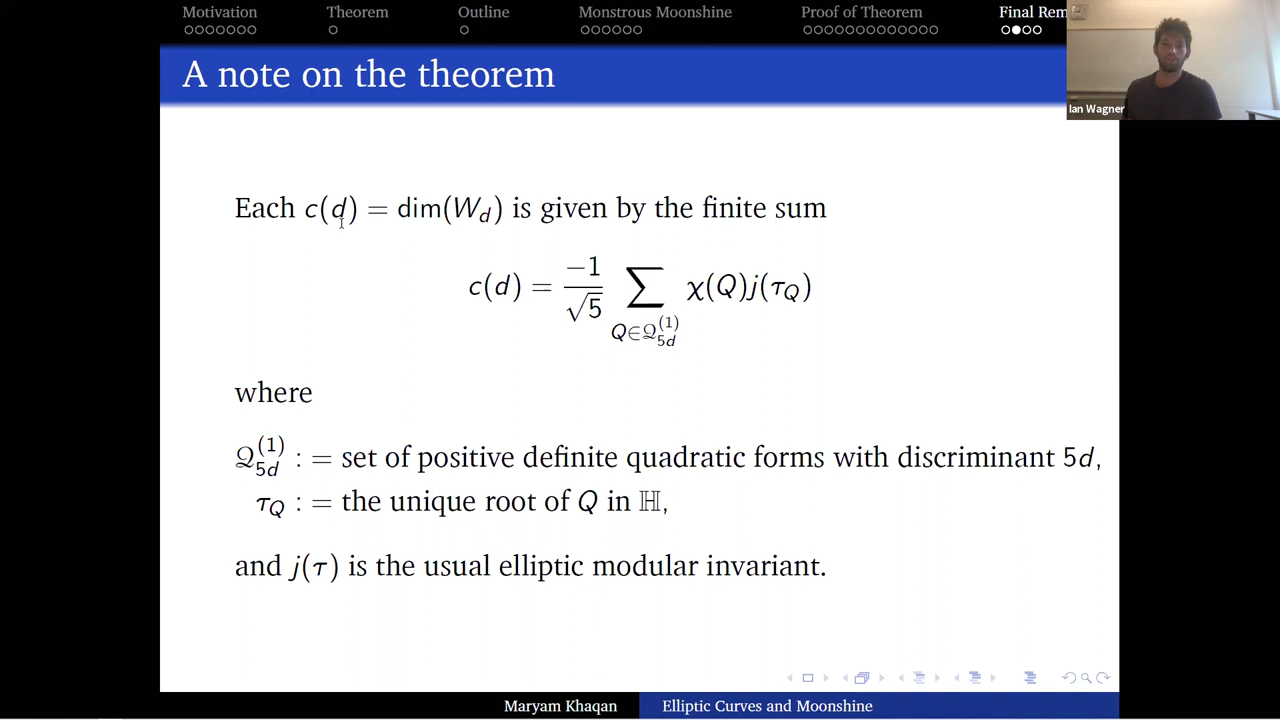 Motivation Theorem Outline Monstrous Moonshine Proof of Theorem Final Rem
A note on the theorem
Ian Wagner
Each c(d) = dim(W_d) is given by the finite sum
c(d) = −1/√5 ∑_{Q∈𝒬_{5d}^{(1)}} χ(Q)j(τ_Q)
where
𝒬_{5d}^{(1)} := set of positive definite quadratic forms with discriminant 5d,
τ_Q := the unique root of Q in ℍ,
and j(τ) is the usual elliptic modular invariant.
Maryam Khaqan Elliptic Curves and Moonshine